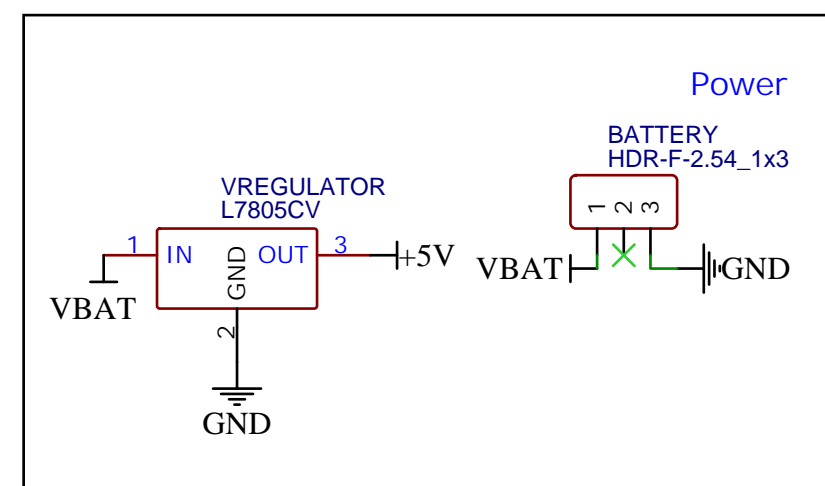 Power
BATTERY
HDR-F-2.54_1x3
VREGULATOR
L7805CV
1 2 3
1 IN GND OUT 3 +5V
VBAT
VBAT
GND
2
GND